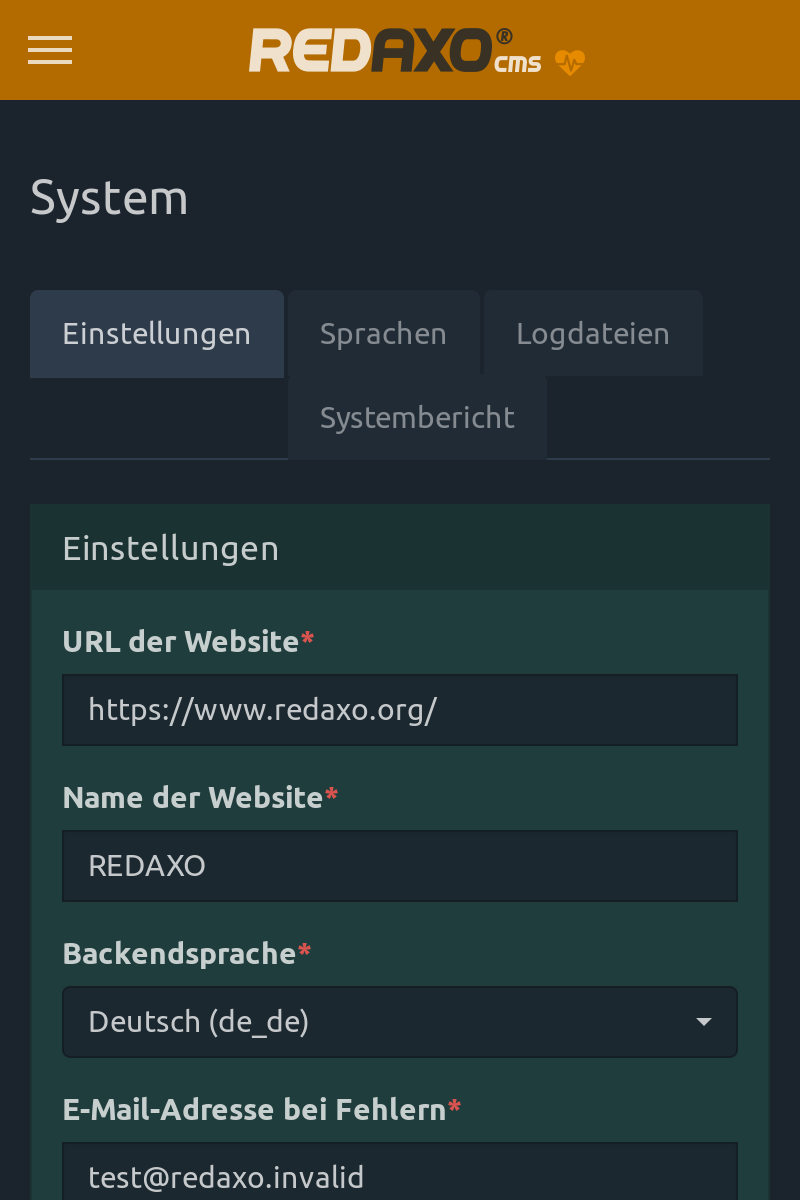 REDAXO® cms
System
Einstellungen Sprachen Logdateien
Systembericht
Einstellungen
URL der Website*
https://www.redaxo.org/
Name der Website*
REDAXO
Backendsprache*
Deutsch (de_de)
E-Mail-Adresse bei Fehlern*
test@redaxo.invalid